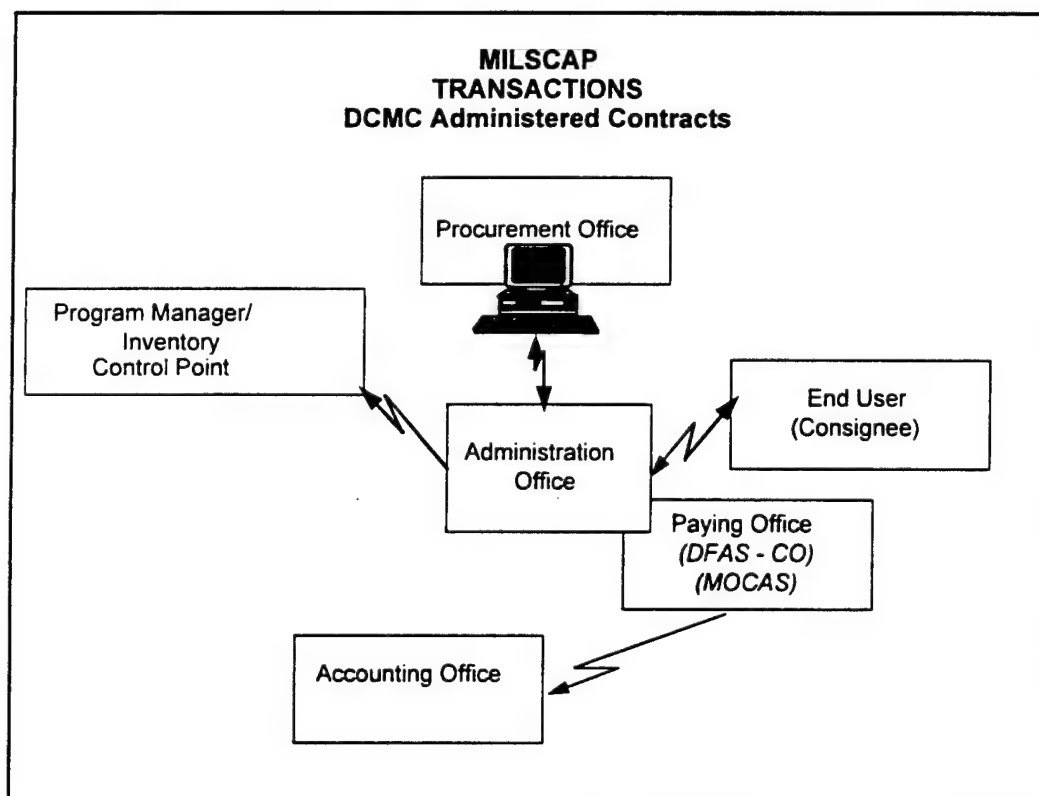 MILSCAP
TRANSACTIONS
DCMC Administered Contracts
Procurement Office
Program Manager/
Inventory
Control Point
End User
(Consignee)
Administration
Office
Paying Office
(DFAS - CO)
(MOCAS)
Accounting Office